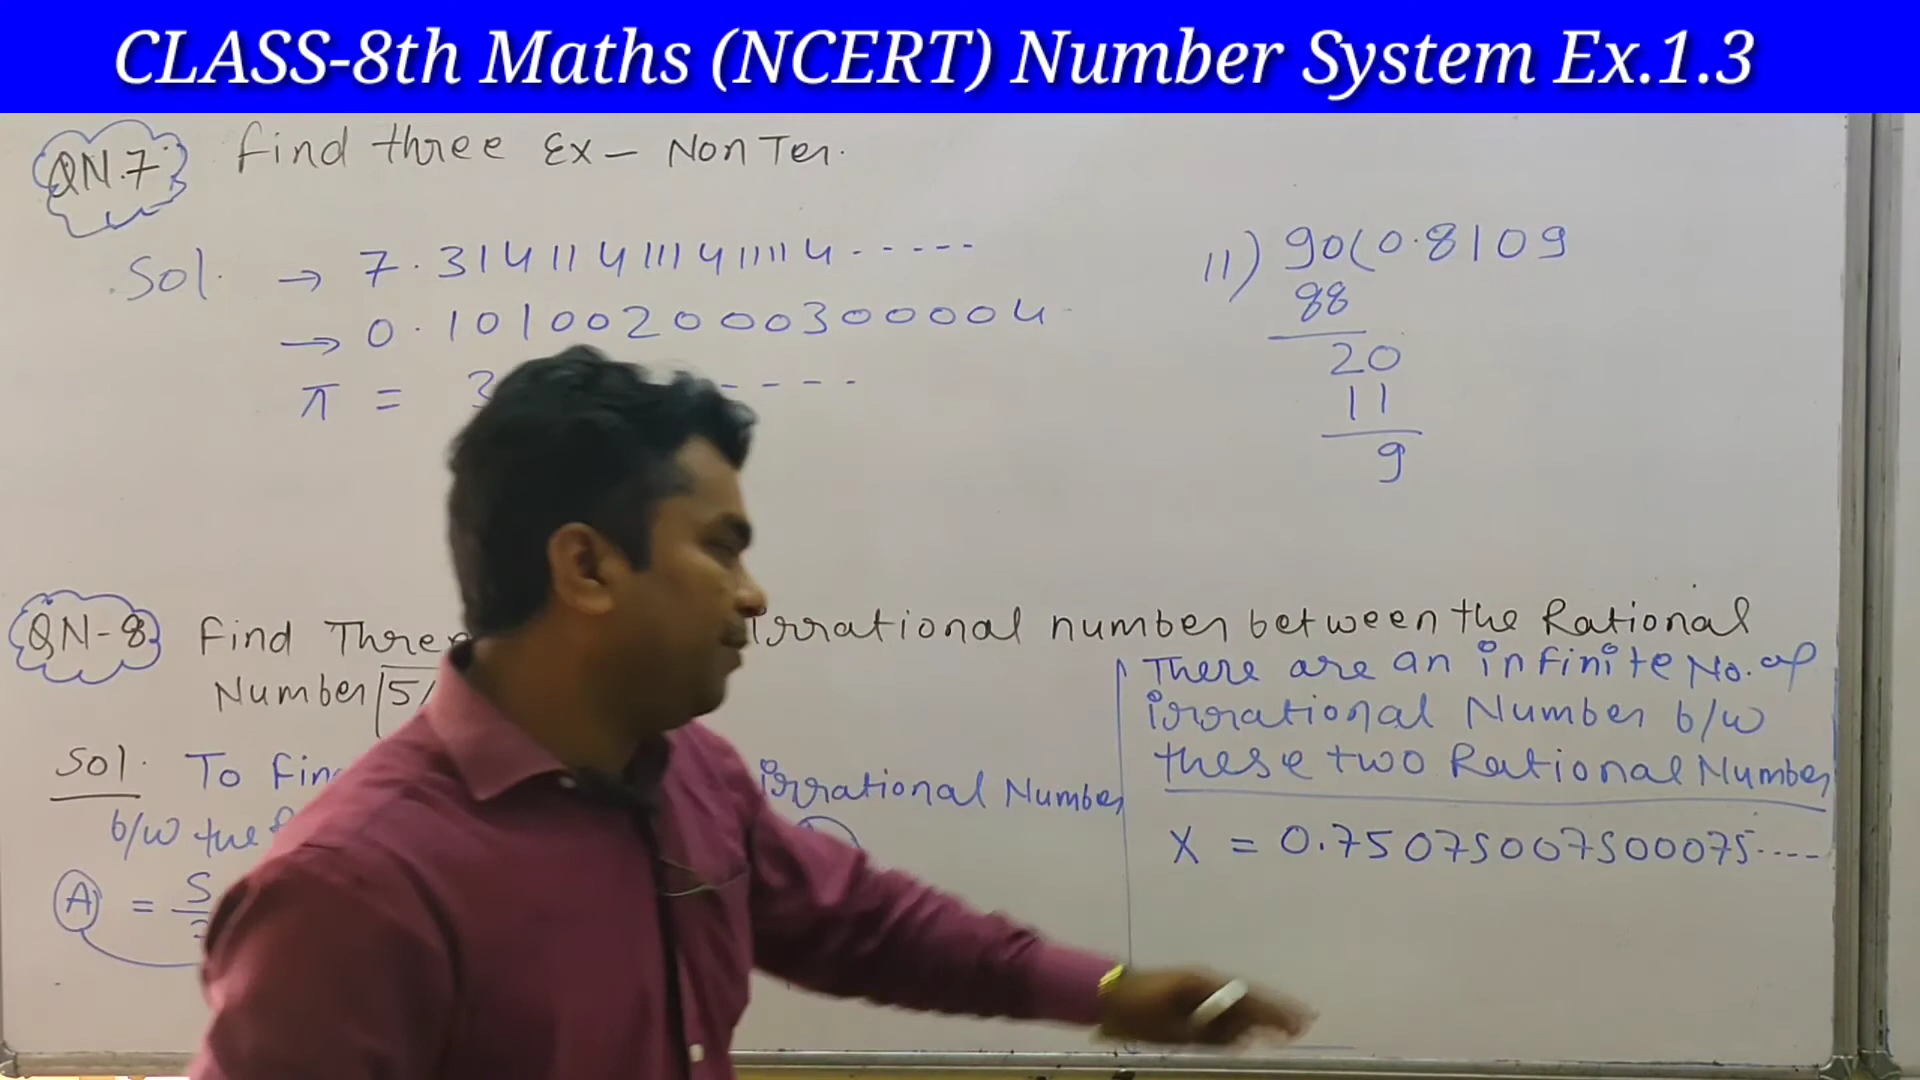 CLASS-8th Maths (NCERT) Number System Ex.1.3
QN.7 Find three Ex - Non Ter.
Sol. → 7.314114111411114.....
→ 0.101002000300004
π = 3 ----
11) 90(0.8109
88
20
11
9
QN-8 Find Three Irrational number between the Rational
Number 5/
Sol. To Fin irrational Number
b/w the
A = 5
There are an infinite No. of
irrational Number b/w
these two Rational Number
X = 0.75075007500075....